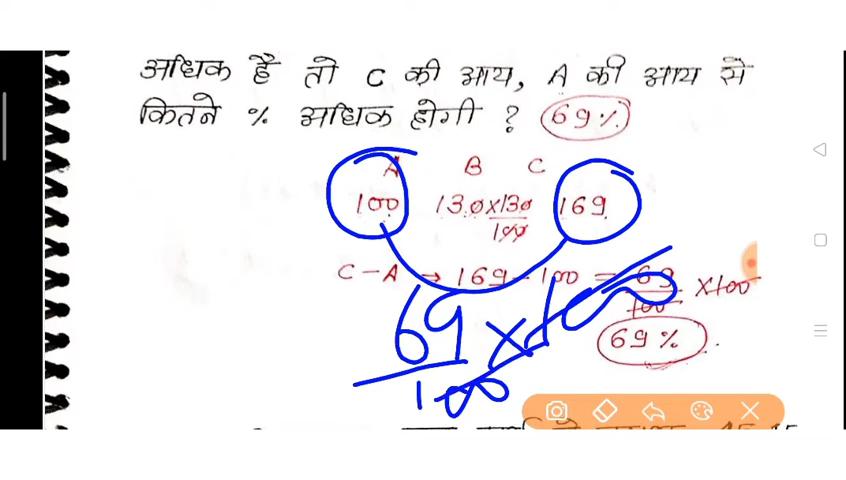 अधिक है तो C की आय, A की आय से
कितने % अधिक होगी ? 69%
A B C
100 130×130/100 169
C-A → 169-100 = 69/100 ×100
69 ×100
100
69%